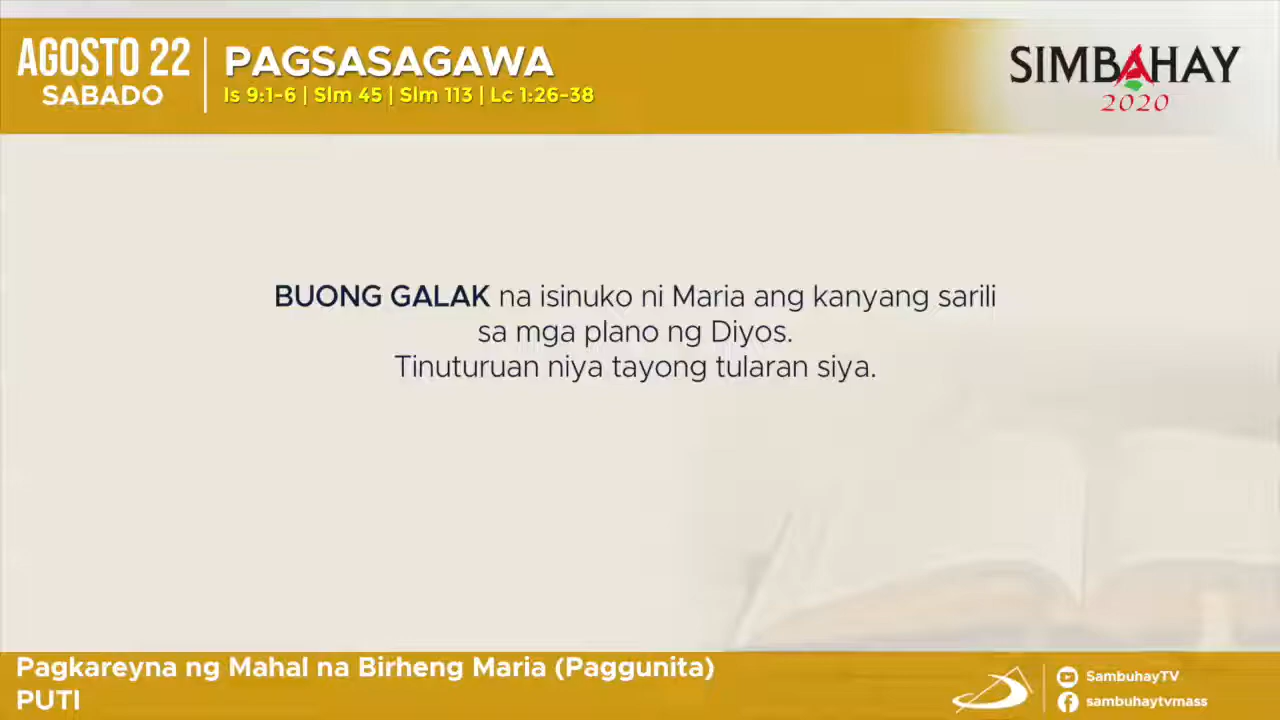 AGOSTO 22
SABADO
PAGSASAGAWA
Is 9:1-6 | Slm 45 | Slm 113 | Lc 1:26-38
SIMBAHAY
2020
BUONG GALAK na isinuko ni Maria ang kanyang sarili
sa mga plano ng Diyos.
Tinuturuan niya tayong tularan siya.
Pagkareyna ng Mahal na Birheng Maria (Paggunita)
PUTI
SambuhayTV
sambuhaytvmass